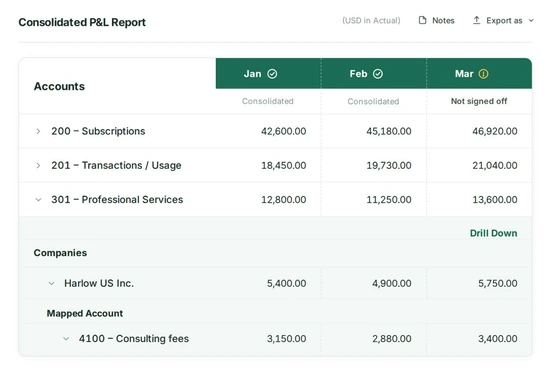 Consolidated P&L Report
(USD in Actual) Notes Export as
Accounts Jan Feb Mar
Consolidated Consolidated Not signed off
200 – Subscriptions 42,600.00 45,180.00 46,920.00
201 – Transactions / Usage 18,450.00 19,730.00 21,040.00
301 – Professional Services 12,800.00 11,250.00 13,600.00
Drill Down
Companies
Harlow US Inc. 5,400.00 4,900.00 5,750.00
Mapped Account
4100 – Consulting fees 3,150.00 2,880.00 3,400.00